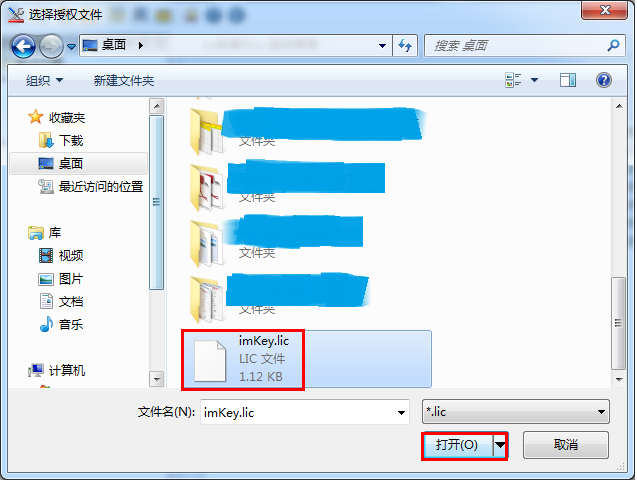 选择授权文件
桌面
搜索 桌面
组织
新建文件夹
收藏夹
下载
桌面
最近访问的位置
库
视频
图片
文档
音乐
计算机
文件夹
文件夹
文件夹
文件夹
imKey.lic
LIC 文件
1.12 KB
文件名(N):
imKey.lic
*.lic
打开(O)
取消